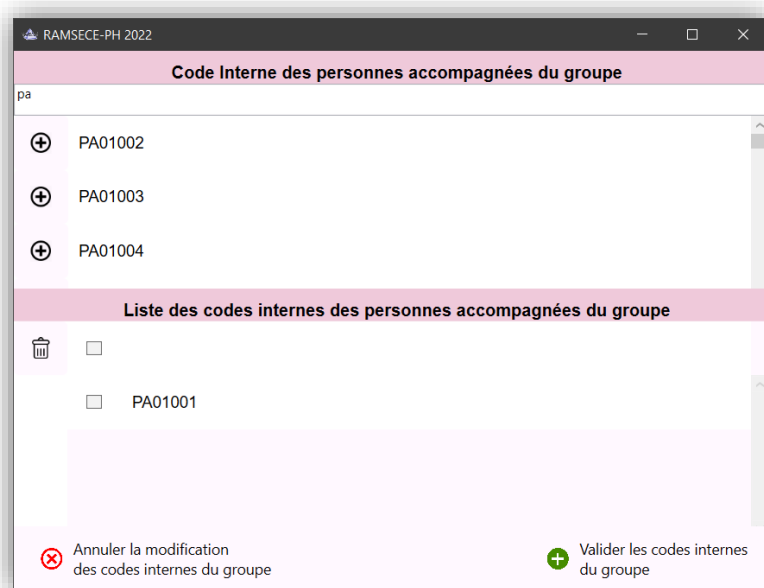 RAMSECE-PH 2022
Code Interne des personnes accompagnées du groupe
pa
PA01002
PA01003
PA01004
Liste des codes internes des personnes accompagnées du groupe
PA01001
Annuler la modification
des codes internes du groupe
Valider les codes internes
du groupe